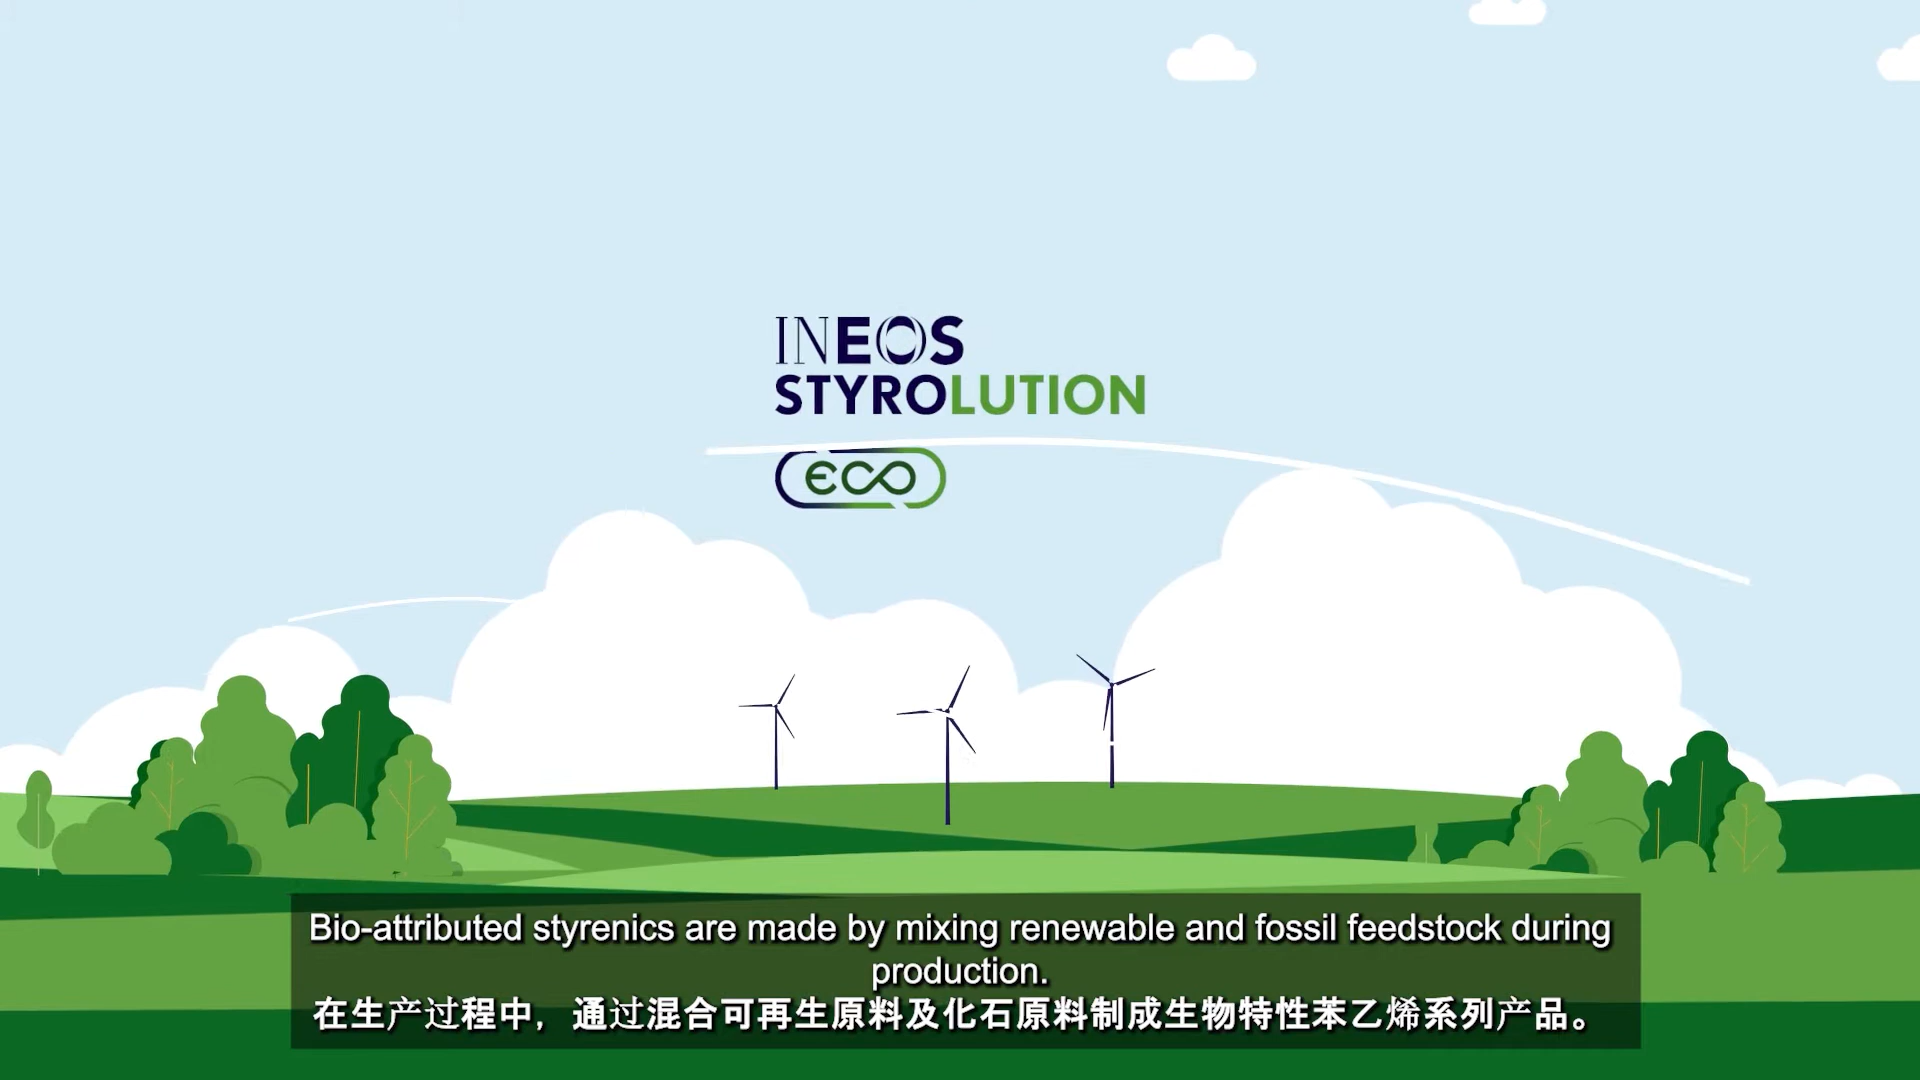 INEOS
STYROLUTION
eco
Bio-attributed styrenics are made by mixing renewable and fossil feedstock during
production.
在生产过程中，通过混合可再生原料及化石原料制成生物特性苯乙烯系列产品。